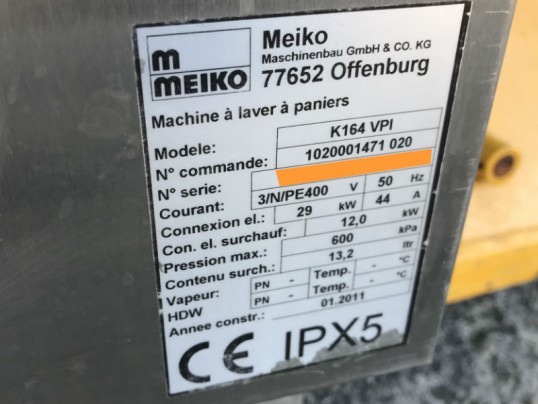 m
MEIKO
Meiko
Maschinenbau GmbH & CO. KG
77652 Offenburg
Machine à laver à paniers
Modele: K164 VPI
N° commande: 1020001471 020
N° serie:
Courant: 3/N/PE400 V 50 Hz
Connexion el.: 29 kW 44 A
Con. el. surchauf: 12,0 kW
Pression max.: 600 kPa
Contenu surch.: 13,2 ltr
Vapeur: PN - Temp. - °C
HDW PN - Temp. - °C
Annee constr.: 01.2011
CE IPX5